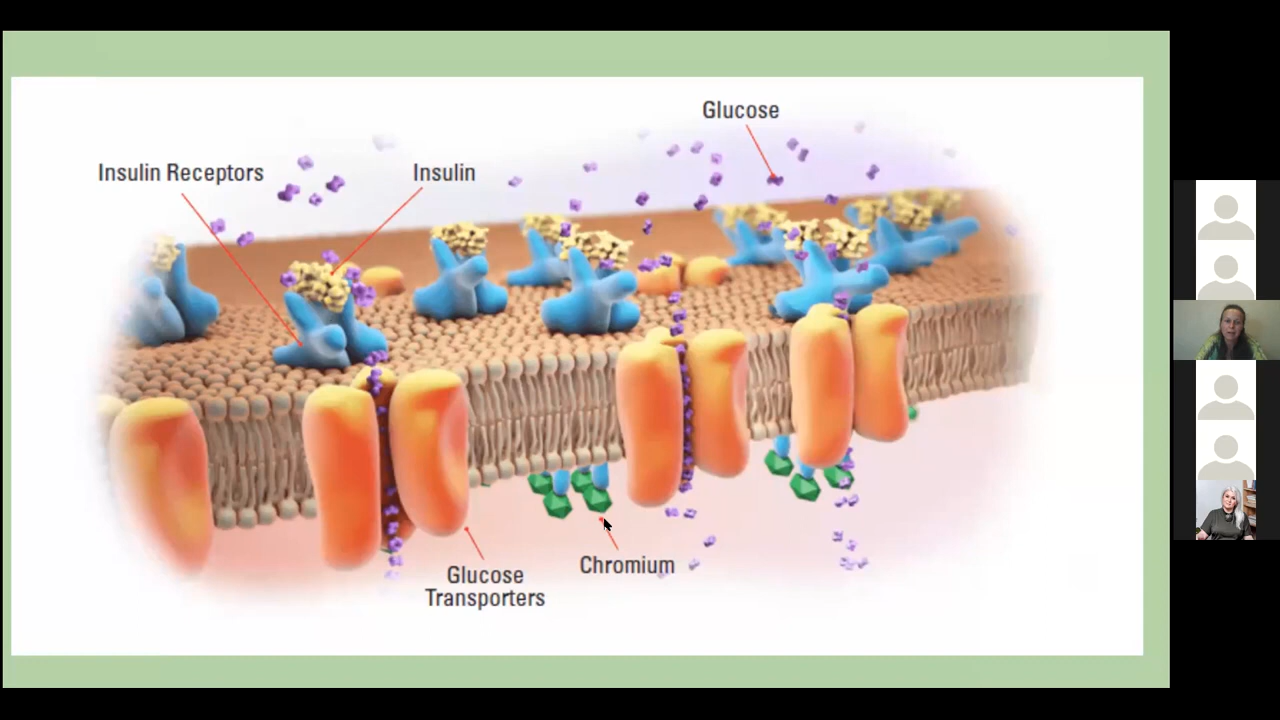 Glucose
Insulin Receptors
Insulin
Chromium
Glucose
Transporters